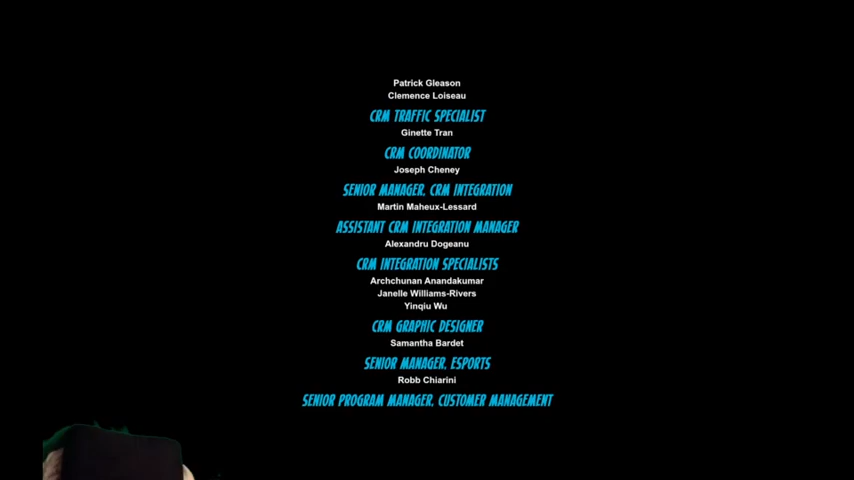 Patrick Gleason
Clemence Loiseau
CRM TRAFFIC SPECIALIST
Ginette Tran
CRM COORDINATOR
Joseph Cheney
SENIOR MANAGER, CRM INTEGRATION
Martin Maheux-Lessard
ASSISTANT CRM INTEGRATION MANAGER
Alexandru Dogeanu
CRM INTEGRATION SPECIALISTS
Archchunan Anandakumar
Janelle Williams-Rivers
Yinqiu Wu
CRM GRAPHIC DESIGNER
Samantha Bardet
SENIOR MANAGER, ESPORTS
Robb Chiarini
SENIOR PROGRAM MANAGER, CUSTOMER MANAGEMENT